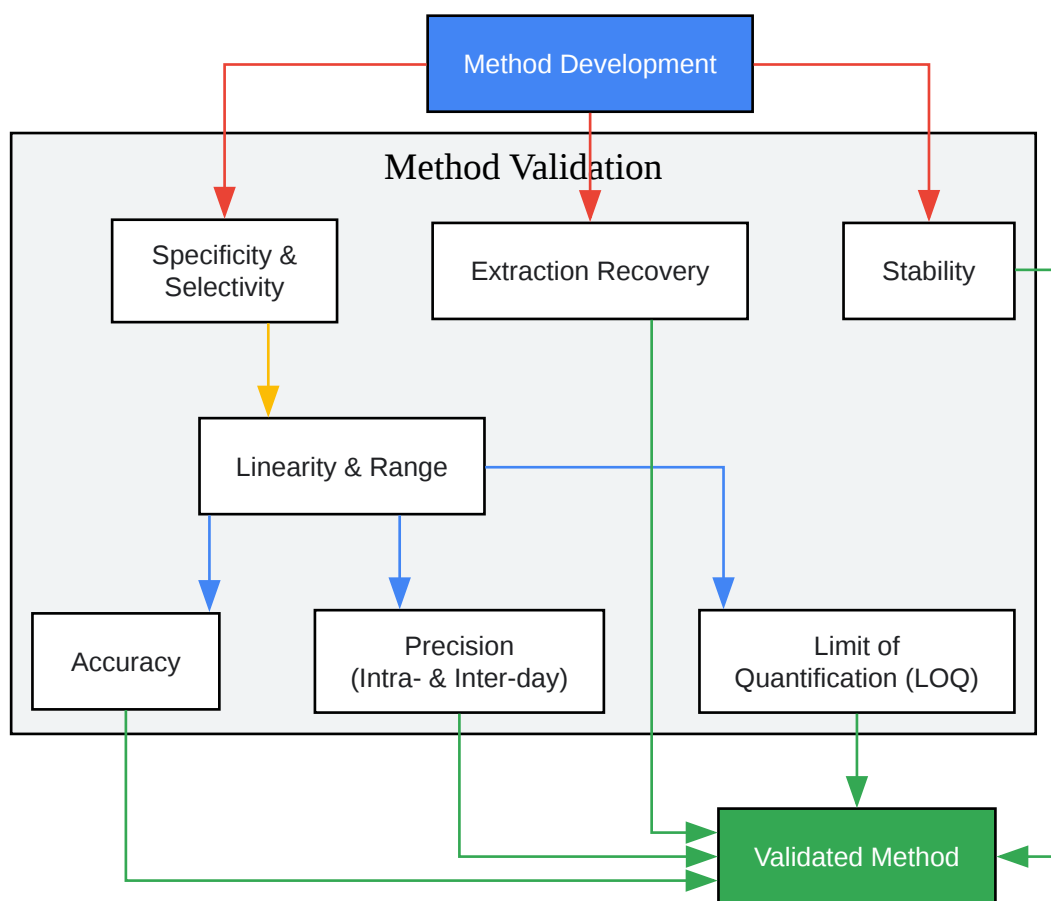 Method Development
Method Validation
Specificity &
Selectivity
Extraction Recovery
Stability
Linearity & Range
Accuracy
Precision
(Intra- & Inter-day)
Limit of
Quantification (LOQ)
Validated Method